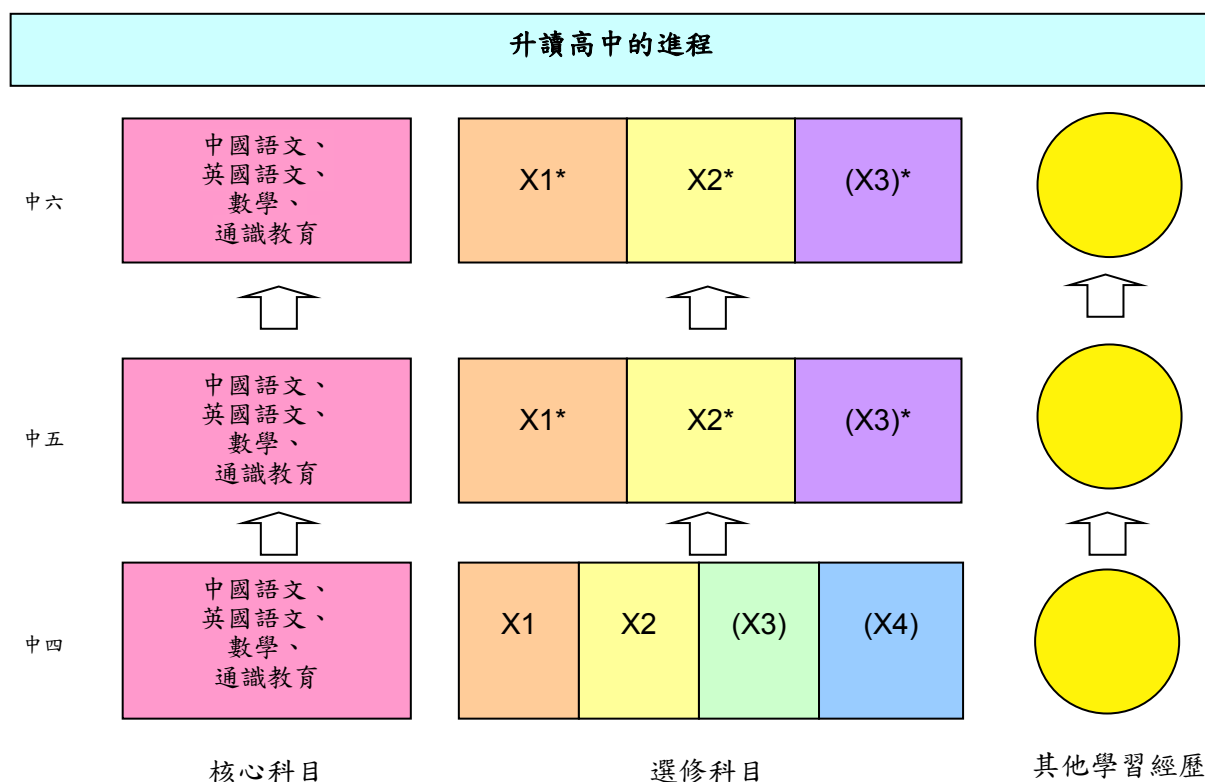 升讀高中的進程
中六
中國語文、
英國語文、
數學、
通識教育
X1*
X2*
(X3)*
中五
中國語文、
英國語文、
數學、
通識教育
X1*
X2*
(X3)*
中四
中國語文、
英國語文、
數學、
通識教育
X1
X2
(X3)
(X4)
核心科目
選修科目
其他學習經歷